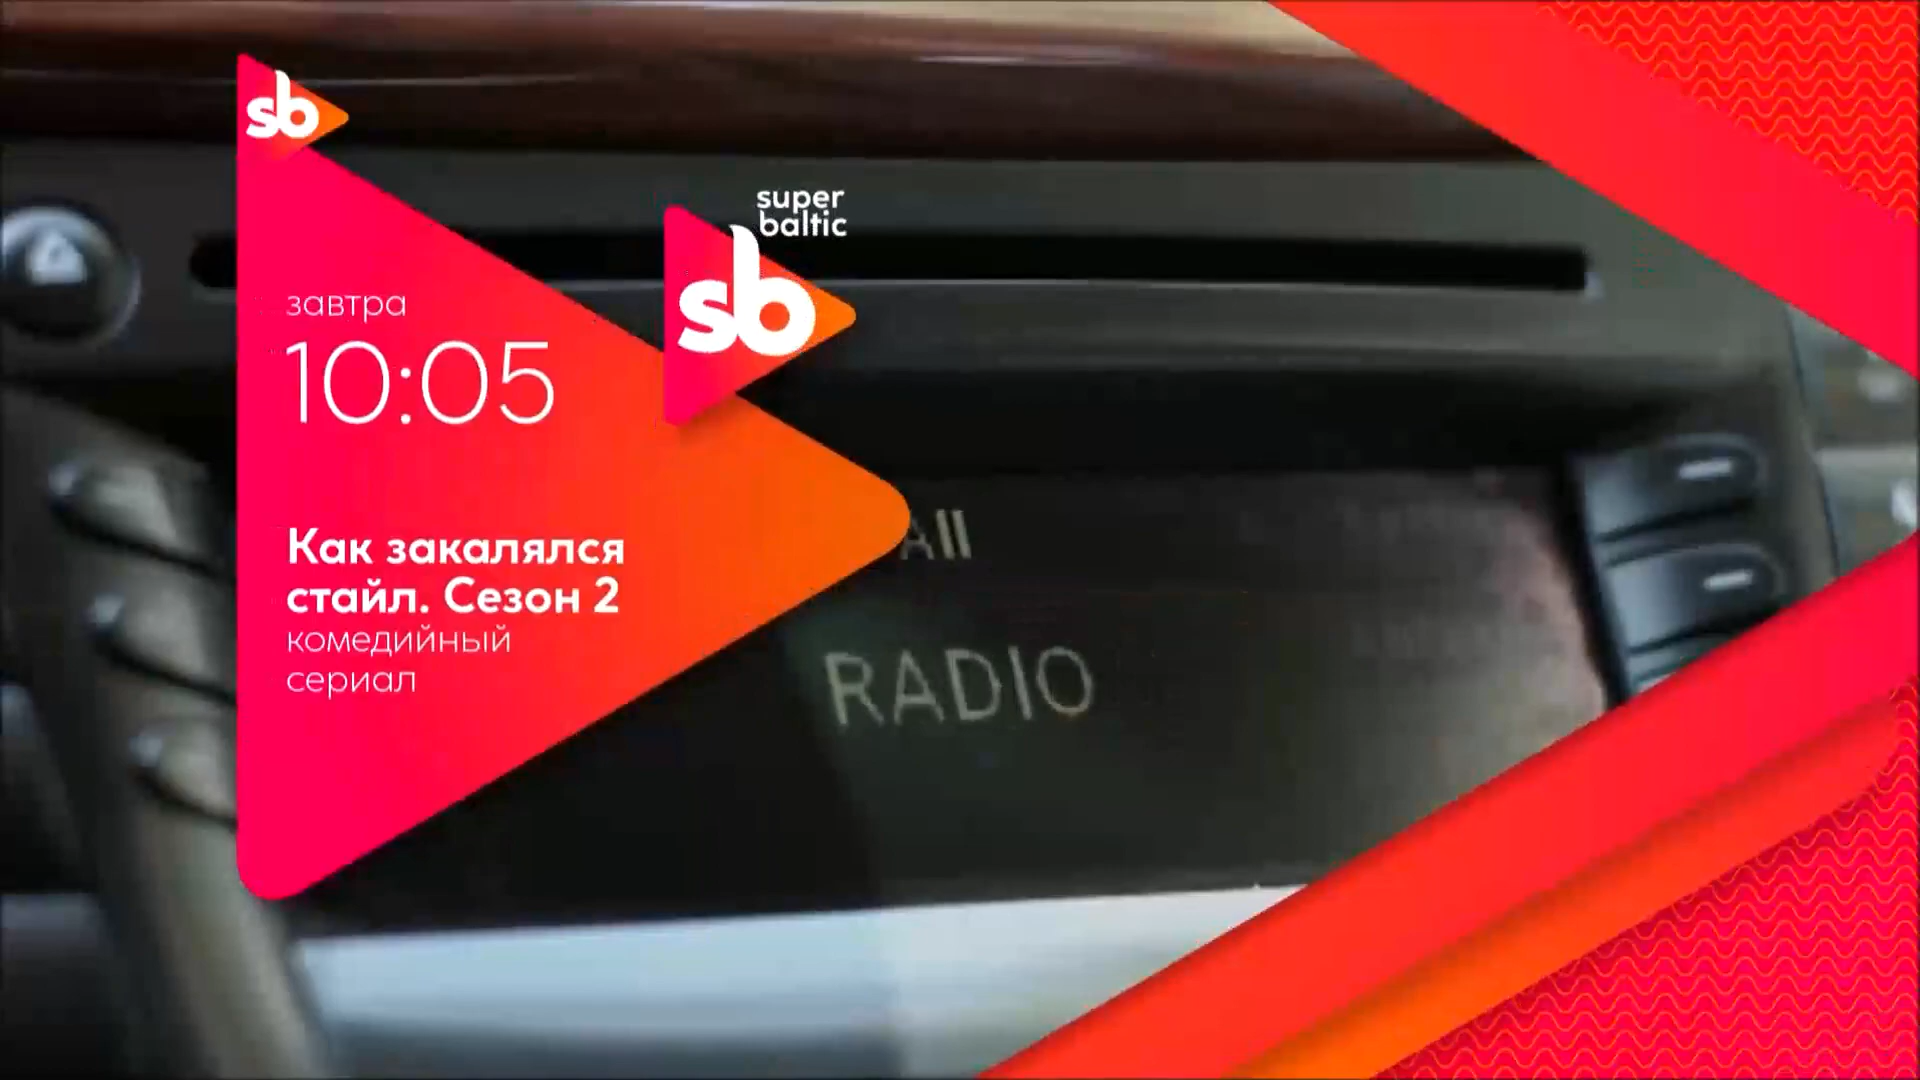 sb
super
baltic
sb
завтра
10:05
Как закалялся
стайл. Сезон 2
комедийный
сериал
RADIO